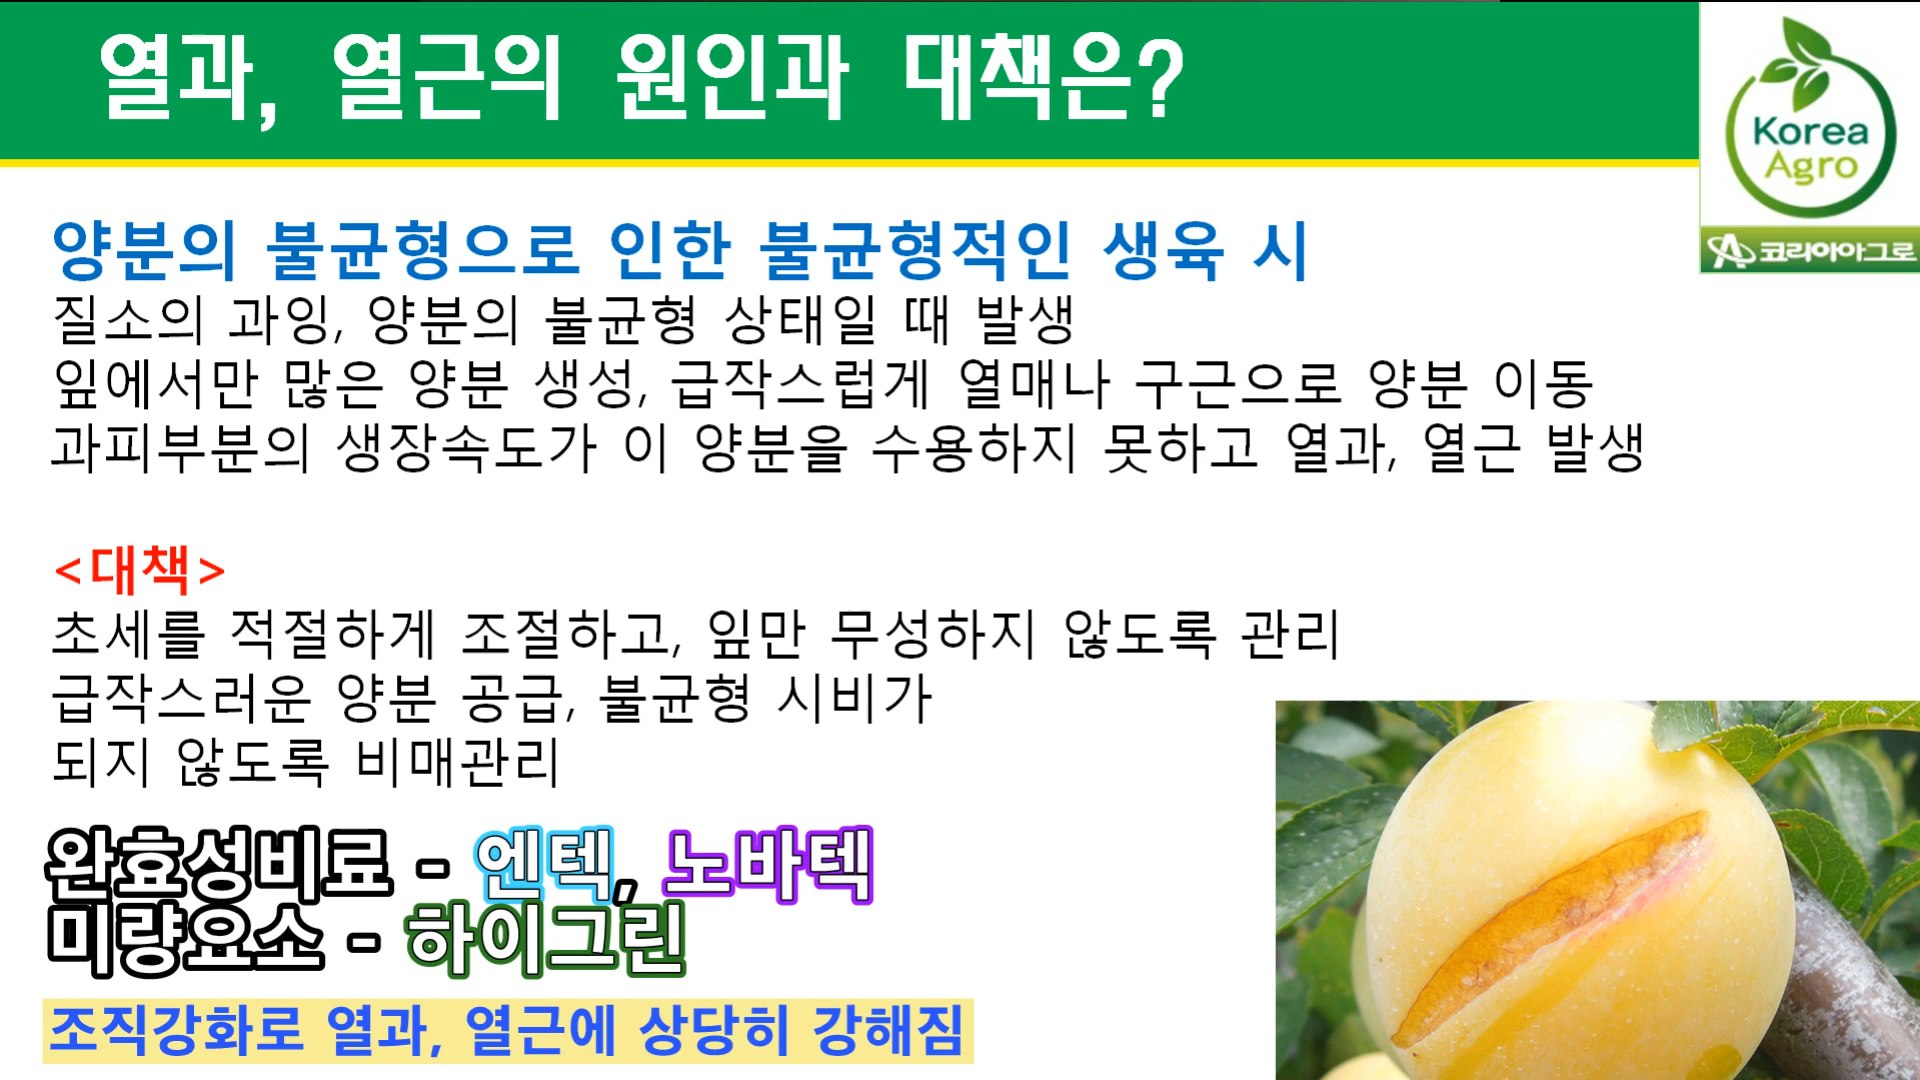 열과, 열근의 원인과 대책은?
Korea
Agro
코리아아그로
양분의 불균형으로 인한 불균형적인 생육 시
질소의 과잉, 양분의 불균형 상태일 때 발생
잎에서만 많은 양분 생성, 급작스럽게 열매나 구근으로 양분 이동
과피부분의 생장속도가 이 양분을 수용하지 못하고 열과, 열근 발생
<대책>
초세를 적절하게 조절하고, 잎만 무성하지 않도록 관리
급작스러운 양분 공급, 불균형 시비가
되지 않도록 비매관리
완효성비료 - 엔텍, 노바텍
미량요소 - 하이그린
조직강화로 열과, 열근에 상당히 강해짐